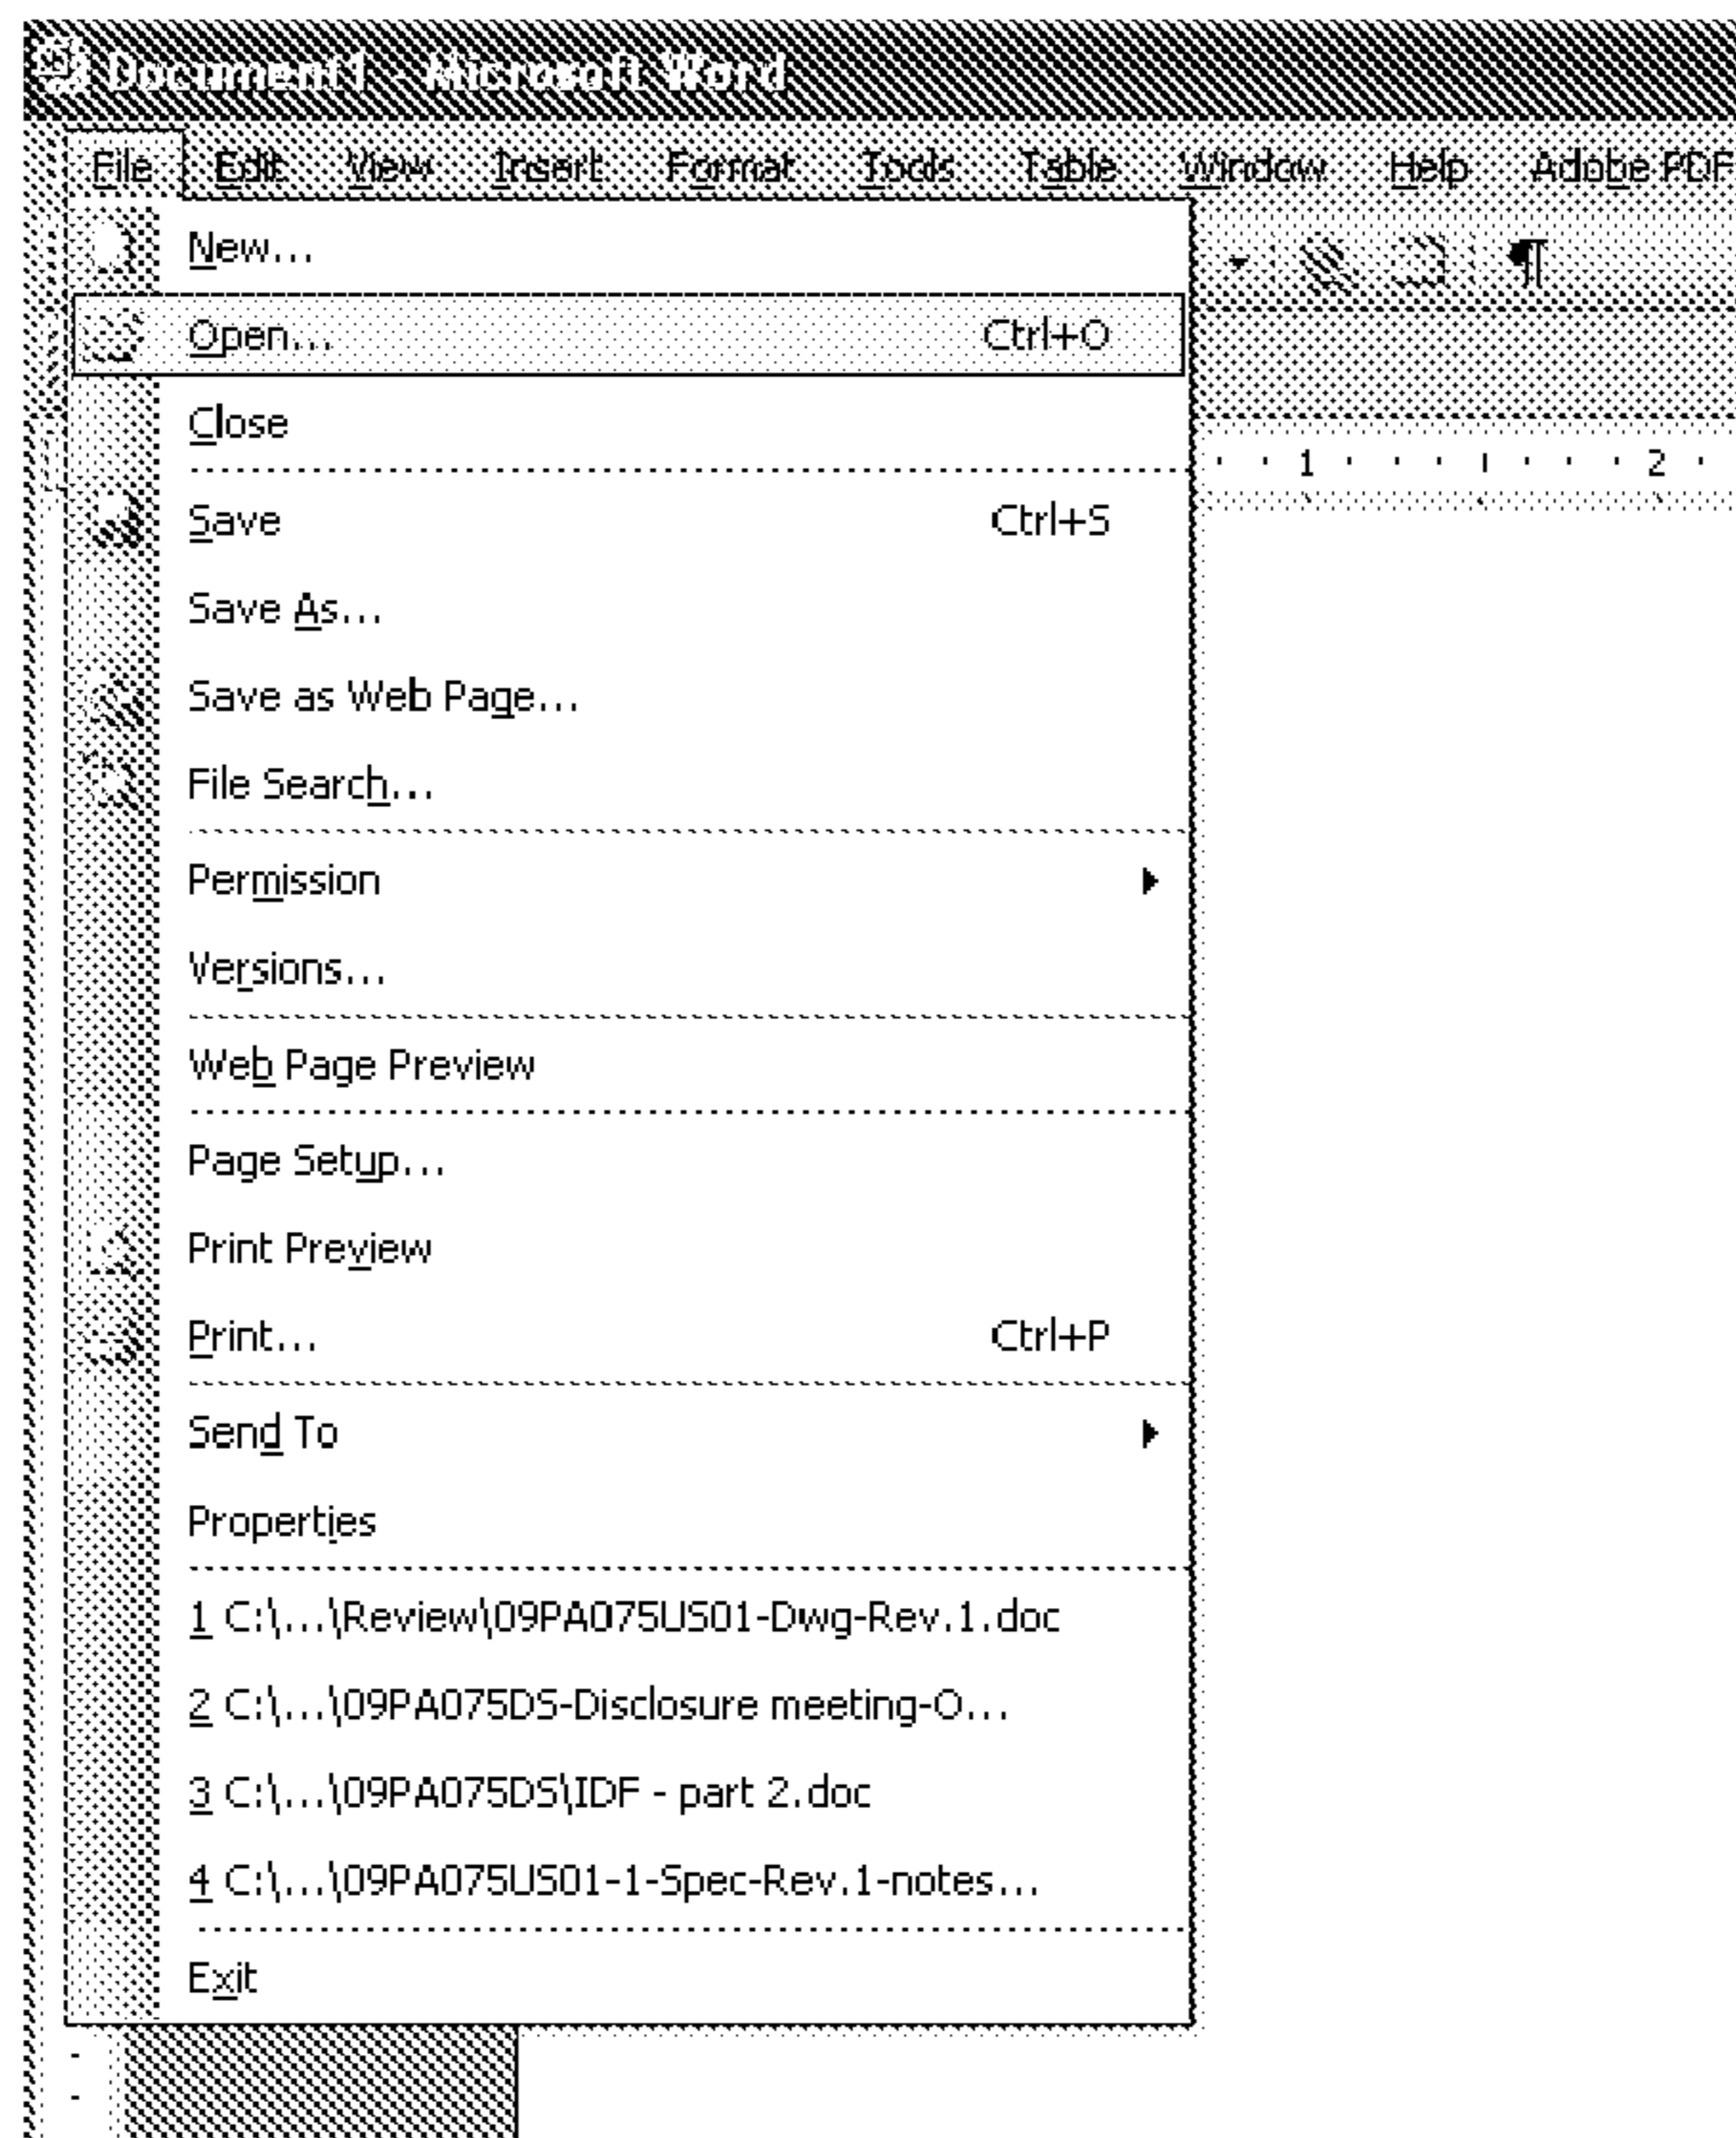 Document1 - Microsoft Word
File Edit View Insert Format Tools Table Window Help Adobe PDF
New...
¶
Open... Ctrl+O
Close
1 2
Save Ctrl+S
Save As...
Save as Web Page...
File Search...
Permission
Versions...
Web Page Preview
Page Setup...
Print Preview
Print... Ctrl+P
Send To
Properties
1 C:\...\Review\09PA075US01-Dwg-Rev.1.doc
2 C:\...\09PA075DS-Disclosure meeting-O...
3 C:\...\09PA075DS\IDF - part 2.doc
4 C:\...\09PA075US01-1-Spec-Rev.1-notes...
Exit